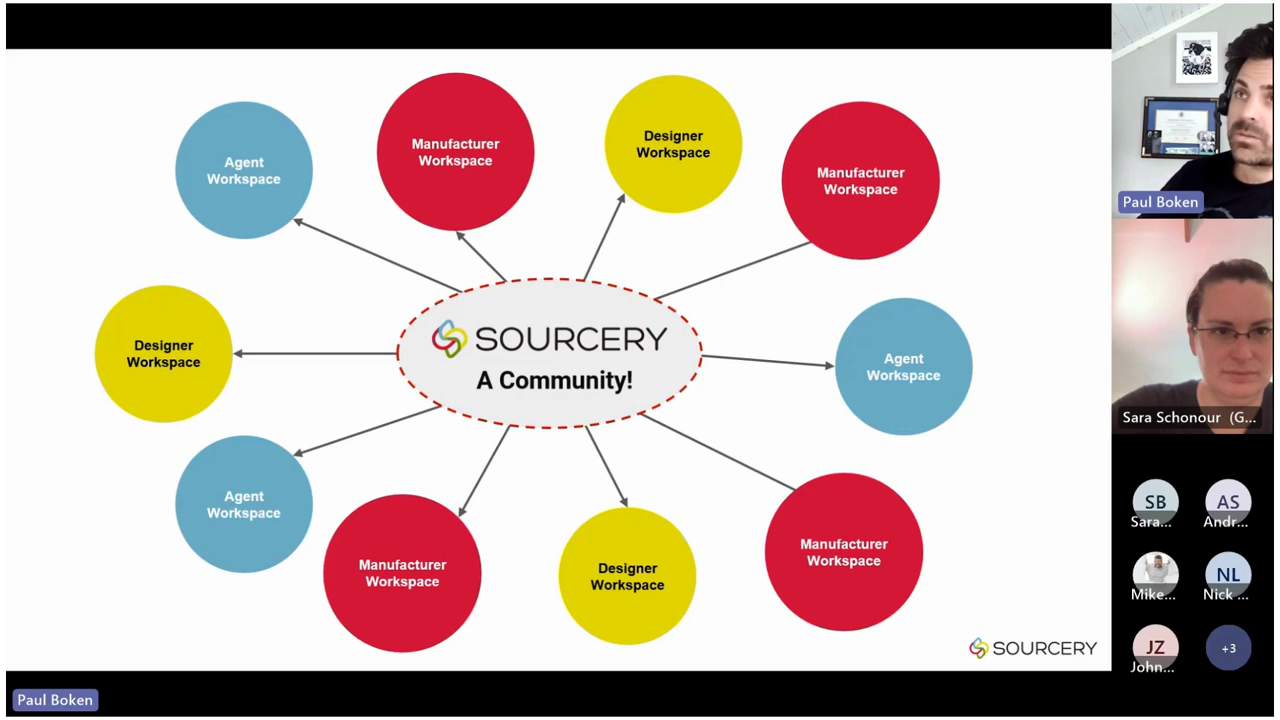 Agent
Workspace
Manufacturer
Workspace
Designer
Workspace
Manufacturer
Workspace
Designer
Workspace
SOURCERY
A Community!
Agent
Workspace
Agent
Workspace
Manufacturer
Workspace
Designer
Workspace
Manufacturer
Workspace
SOURCERY
Paul Boken
Paul Boken
Sara Schonour (G...
SB
Sara...
AS
Andr...
Mike...
NL
Nick ...
JZ
John...
+3